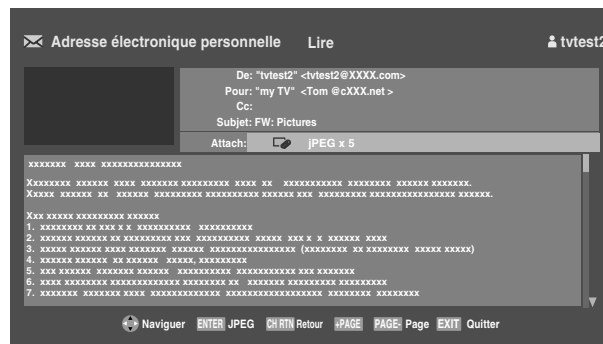 Adresse électronique personnelle Lire tvtest2
De: "tvtest2" <tvtest2@XXXX.com>
Pour: "my TV" <Tom @cXXX.net >
Cc:
Subjet: FW: Pictures
Attach: jPEG x 5
xxxxxxx xxxx xxxxxxxxxxxxxxx
Xxxxxxxx xxxxxx xxxx xxxxxxx xxxxxxxxx xxxx xx xxxxxxxxxxx xxxxxxxx xxxxxx xxxxxxx.
Xxxxx xxxxxx xx xxxxxx xxxxxxxxxx xxxxxxxxxx xxxxxx xxx xxxxxxxxx xxxxxxxxxxxxxxxxx xxxxxx.
Xxx xxxxx xxxxxxxxx xxxxxx
1. xxxxxxxx xx xxx x x xxxxxxxxxx xxxxxxxxxx
2. xxxxxx xxxxxx xx xxxxxxxxx xxx xxxxxxxxxx xxxxx xxx x x xxxxxx xxxx
3. xxxxx xxxxxx xxxx xxxxxxx xxxxxx xxxxxxxxxxxxxxxx (xxxxxxxx xx xxxxxxxx xxxxx xxxxx)
4. xxxxxx xxxxxx xx xxxxxx xxxxx, xxxxxxxxx
5. xxx xxxxxx xxxxxxx xxxxxx xxxxxxxxxx xxxxxxxxxxx xxx xxxxxxx
6. xxxx xxxxxxxx xxxxxxxxxxxxx xxxxxxxx xx xxxxxxx xxxxxxxxxx xxxxxxxxx
7. xxxxxxx xxxxxxx xxxx xxxxxxxxxxxxx xxxxxxxxxxxxxxxxxx xxxxxxxx xxxxxxxx
Naviguer ENTER JPEG CH RTN Retour +PAGE PAGE- Page EXIT Quitter